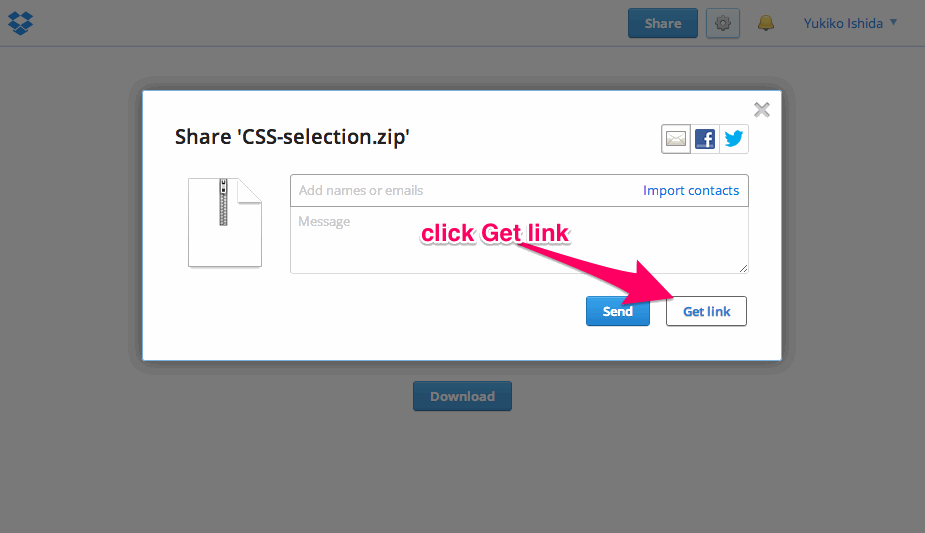 Share
Yukiko Ishida
Share 'CSS-selection.zip'
Add names or emails
Import contacts
Message
click Get link
Send
Get link
Download